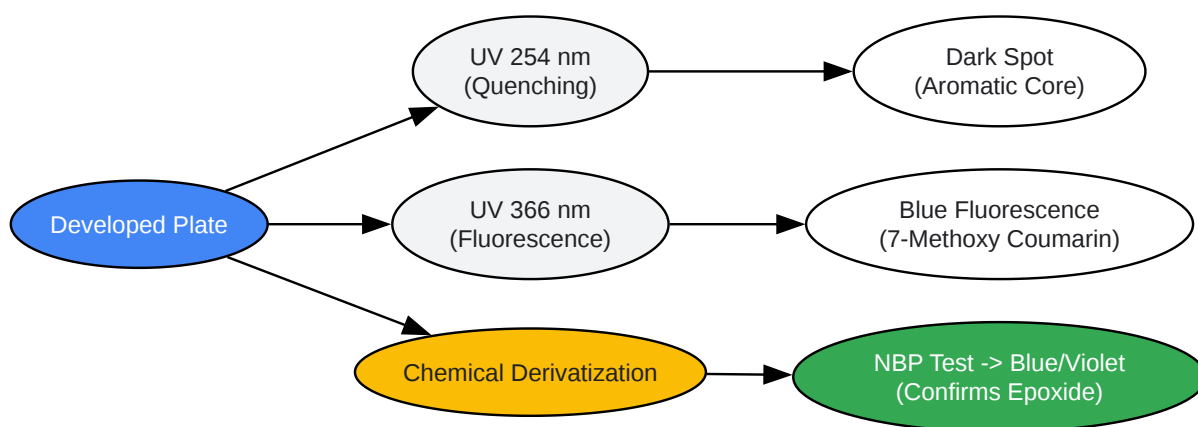 UV 254 nm
(Quenching)
Dark Spot
(Aromatic Core)
Developed Plate
UV 366 nm
(Fluorescence)
Blue Fluorescence
(7-Methoxy Coumarin)
Chemical Derivatization
NBP Test -> Blue/Violet
(Confirms Epoxide)